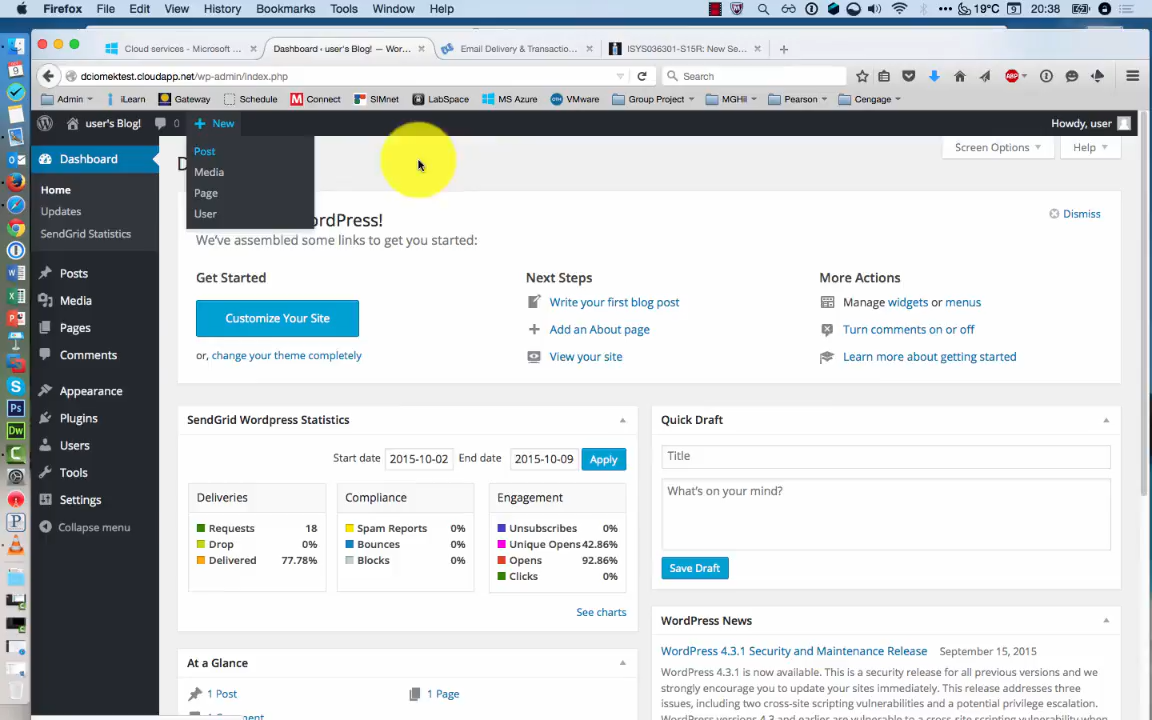 Firefox File Edit View History Bookmarks Tools Window Help 19°C 9 20:38
Cloud services - Microsoft ... Dashboard ‹ user's Blog! — Wor... Email Delivery & Transactio... ISYS036301-S15R: New Se...
dciomektest.cloudapp.net/wp-admin/index.php Search ABP
Admin iLearn Gateway Schedule Connect SIMnet LabSpace MS Azure VMware Group Project MGHii Pearson Cengage
user's Blog! 0 + New Howdy, user
Dashboard
Home
Updates
SendGrid Statistics
Posts
Media
Pages
Comments
Appearance
Plugins
Users
Tools
Settings
Collapse menu
Post
Media
Page
User
Screen Options Help
D
ordPress!
Dismiss
We've assembled some links to get you started:
Get Started
Customize Your Site
or, change your theme completely
Next Steps
Write your first blog post
Add an About page
View your site
More Actions
Manage widgets or menus
Turn comments on or off
Learn more about getting started
SendGrid Wordpress Statistics
Start date 2015-10-02 End date 2015-10-09 Apply
Deliveries
Requests 18
Drop 0%
Delivered 77.78%
Compliance
Spam Reports 0%
Bounces 0%
Blocks 0%
Engagement
Unsubscribes 0%
Unique Opens 42.86%
Opens 92.86%
Clicks 0%
See charts
At a Glance
1 Post 1 Page
Quick Draft
Title
What's on your mind?
Save Draft
WordPress News
WordPress 4.3.1 Security and Maintenance Release September 15, 2015
WordPress 4.3.1 is now available. This is a security release for all previous versions and we
strongly encourage you to update your sites immediately. This release addresses three
issues, including two cross-site scripting vulnerabilities and a potential privilege escalation.